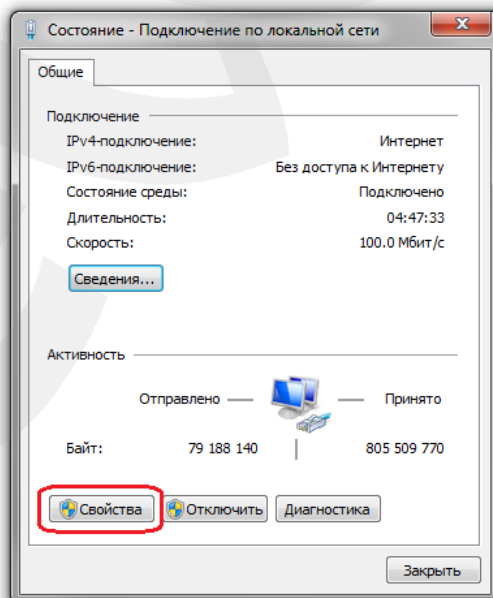 Состояние - Подключение по локальной сети
Общие
Подключение
IPv4-подключение: Интернет
IPv6-подключение: Без доступа к Интернету
Состояние среды: Подключено
Длительность: 04:47:33
Скорость: 100.0 Мбит/с
Сведения...
Активность
Отправлено — — Принято
Байт: 79 188 140 | 805 509 770
Свойства Отключить Диагностика
Закрыть